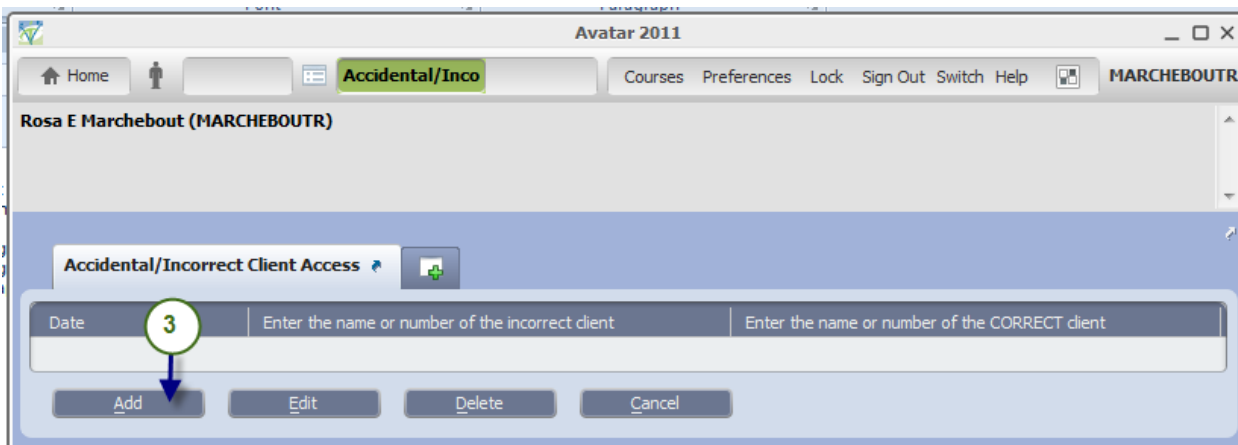 Avatar 2011
Home Accidental/Inco Courses Preferences Lock Sign Out Switch Help MARCHEBOUTR
Rosa E Marchebout (MARCHEBOUTR)
Accidental/Incorrect Client Access
Date 3 Enter the name or number of the incorrect client Enter the name or number of the CORRECT client
Add Edit Delete Cancel